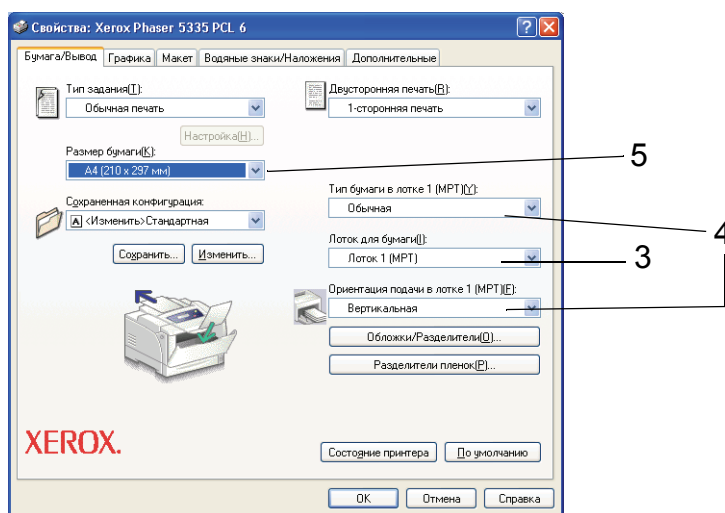 Свойства: Xerox Phaser 5335 PCL 6
Бумага/Вывод Графика Макет Водяные знаки/Наложения Дополнительные
Тип задания(T):
Обычная печать
Настройка(H)...
Размер бумаги(K):
A4 (210 x 297 мм)
Сохраненная конфигурация:
A <Изменить>Стандартная
Сохранить... Изменить...
Двусторонняя печать(R):
1-сторонняя печать
5
Тип бумаги в лотке 1 (MPT)(Y):
Обычная
4
Лоток для бумаги(I):
Лоток 1 (MPT)
3
Ориентация подачи в лотке 1 (MPT)(F):
Вертикальная
Обложки/Разделители(O)...
Разделители пленок(P)...
XEROX.
Состояние принтера По умолчанию
OK Отмена Справка